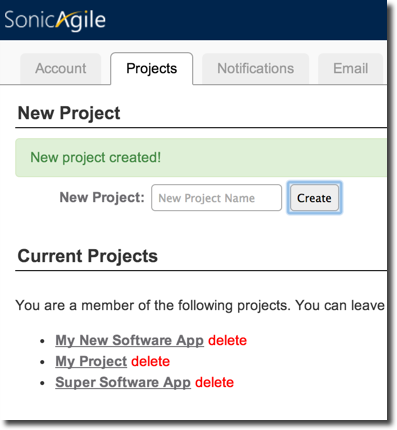 SonicAgile
Account Projects Notifications Email
New Project
New project created!
New Project: New Project Name Create
Current Projects
You are a member of the following projects. You can leave
• My New Software App delete
• My Project delete
• Super Software App delete